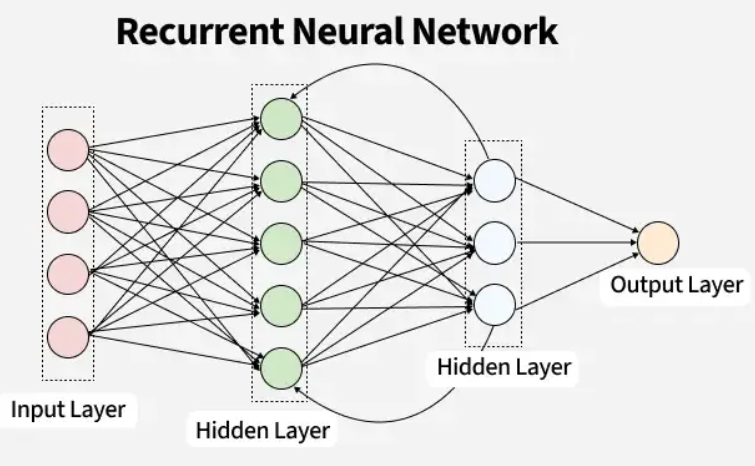 Recurrent Neural Network
Input Layer
Hidden Layer
Hidden Layer
Output Layer